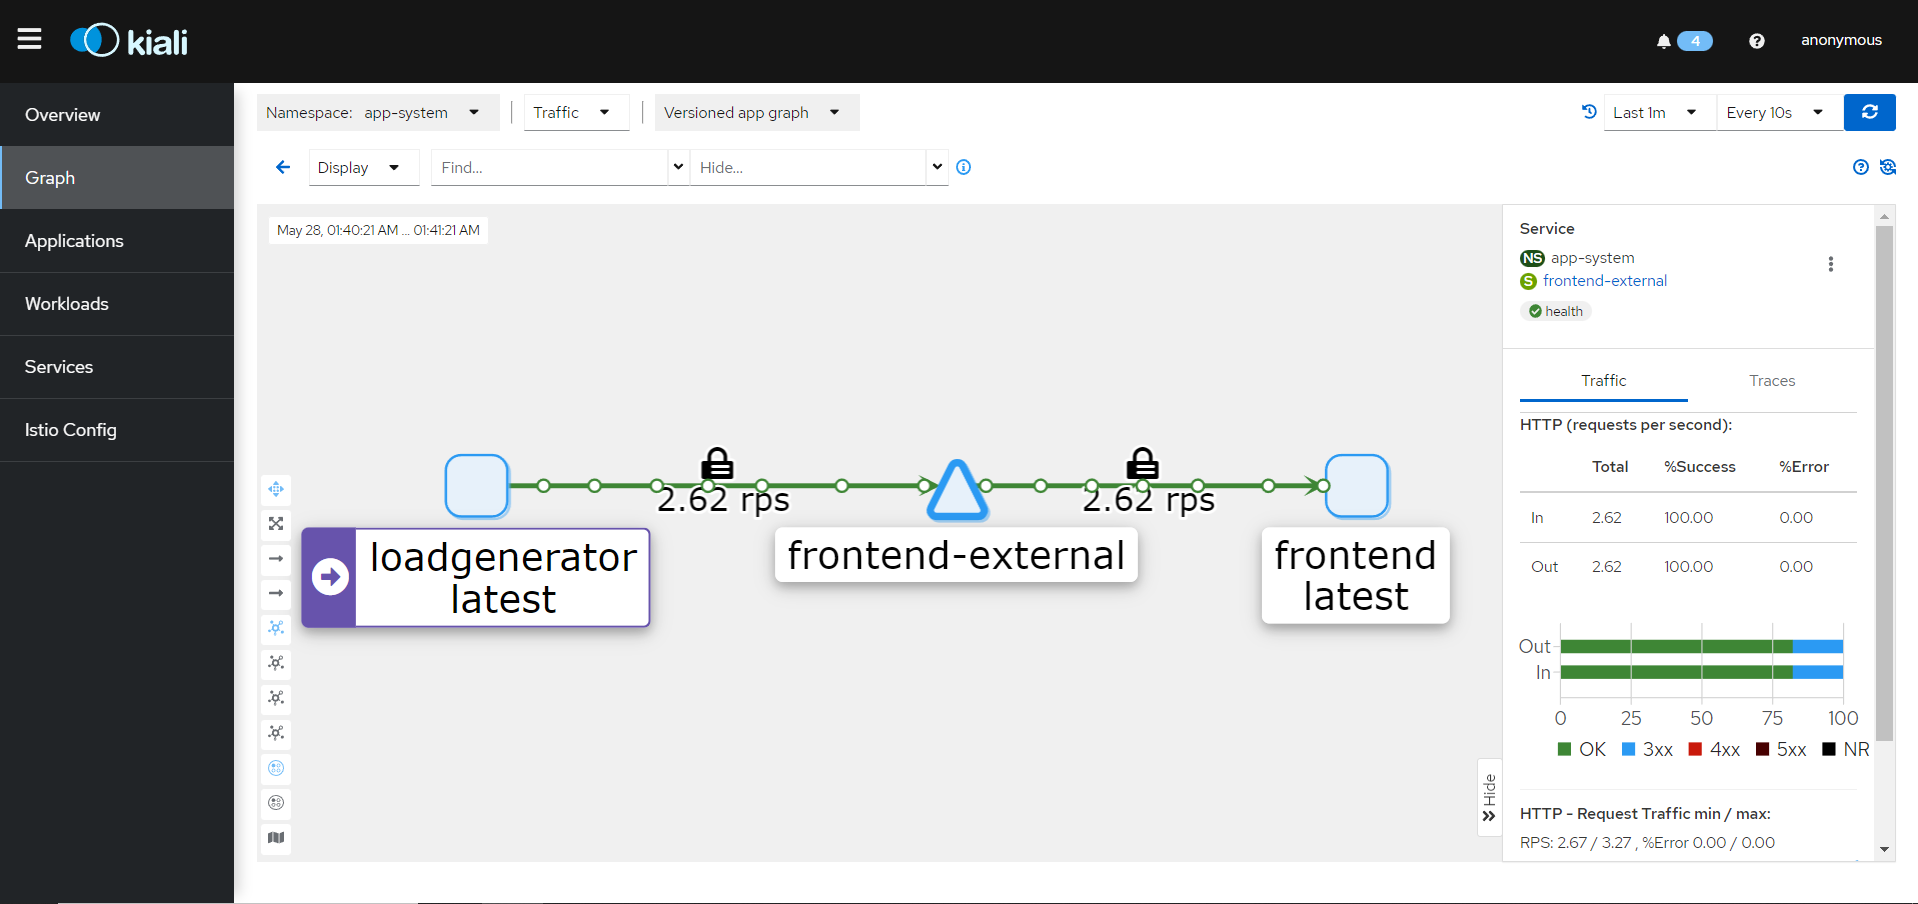 kiali
4
anonymous
Overview
Graph
Applications
Workloads
Services
Istio Config
Namespace: app-system
Traffic
Versioned app graph
Last 1m
Every 10s
Display
Find...
Hide...
May 28, 01:40:21 AM ... 01:41:21 AM
2.62 rps
2.62 rps
loadgenerator
latest
frontend-external
frontend
latest
Hide
Service
NS app-system
S frontend-external
health
Traffic
Traces
HTTP (requests per second):
Total %Success %Error
In 2.62 100.00 0.00
Out 2.62 100.00 0.00
Out
In
0 25 50 75 100
OK 3xx 4xx 5xx NR
HTTP - Request Traffic min / max:
RPS: 2.67 / 3.27 , %Error 0.00 / 0.00